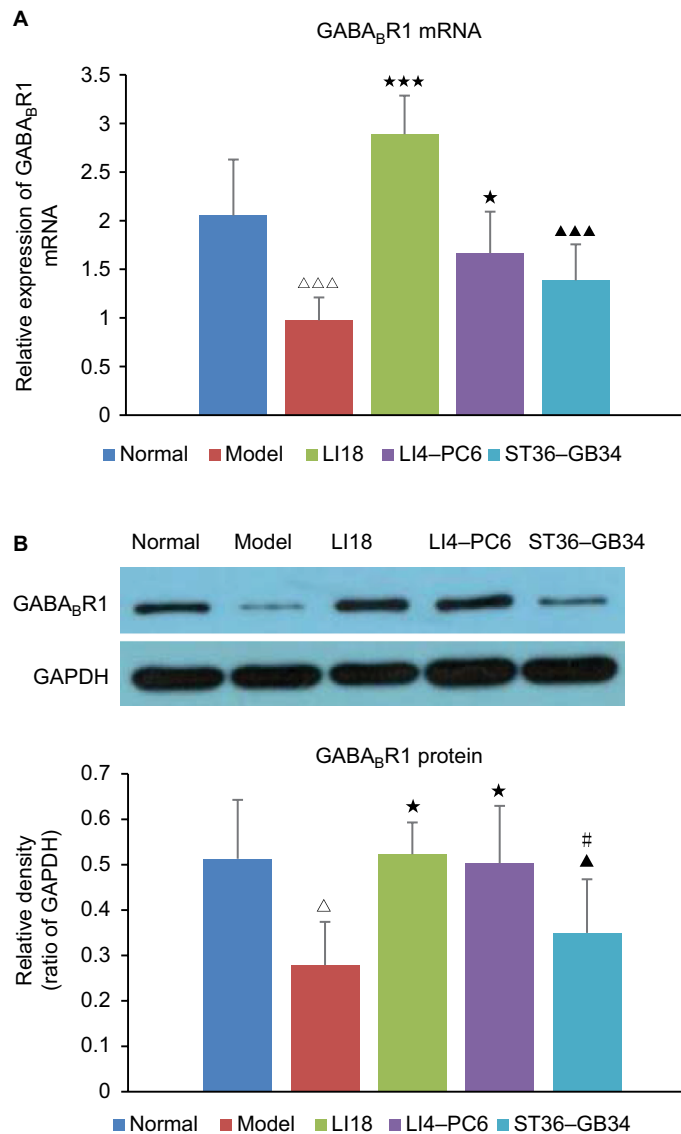 A
GABABR1 mRNA
Relative expression of GABABR1
mRNA
3.5
3
2.5
2
1.5
1
0.5
0
★★★
★
▲▲▲
△△△
Normal Model LI18 LI4–PC6 ST36–GB34
B
Normal Model LI18 LI4–PC6 ST36–GB34
GABABR1
GAPDH
GABABR1 protein
Relative density
(ratio of GAPDH)
0.7
0.6
0.5
0.4
0.3
0.2
0.1
0
★
★
#
▲
△
Normal Model LI18 LI4–PC6 ST36–GB34